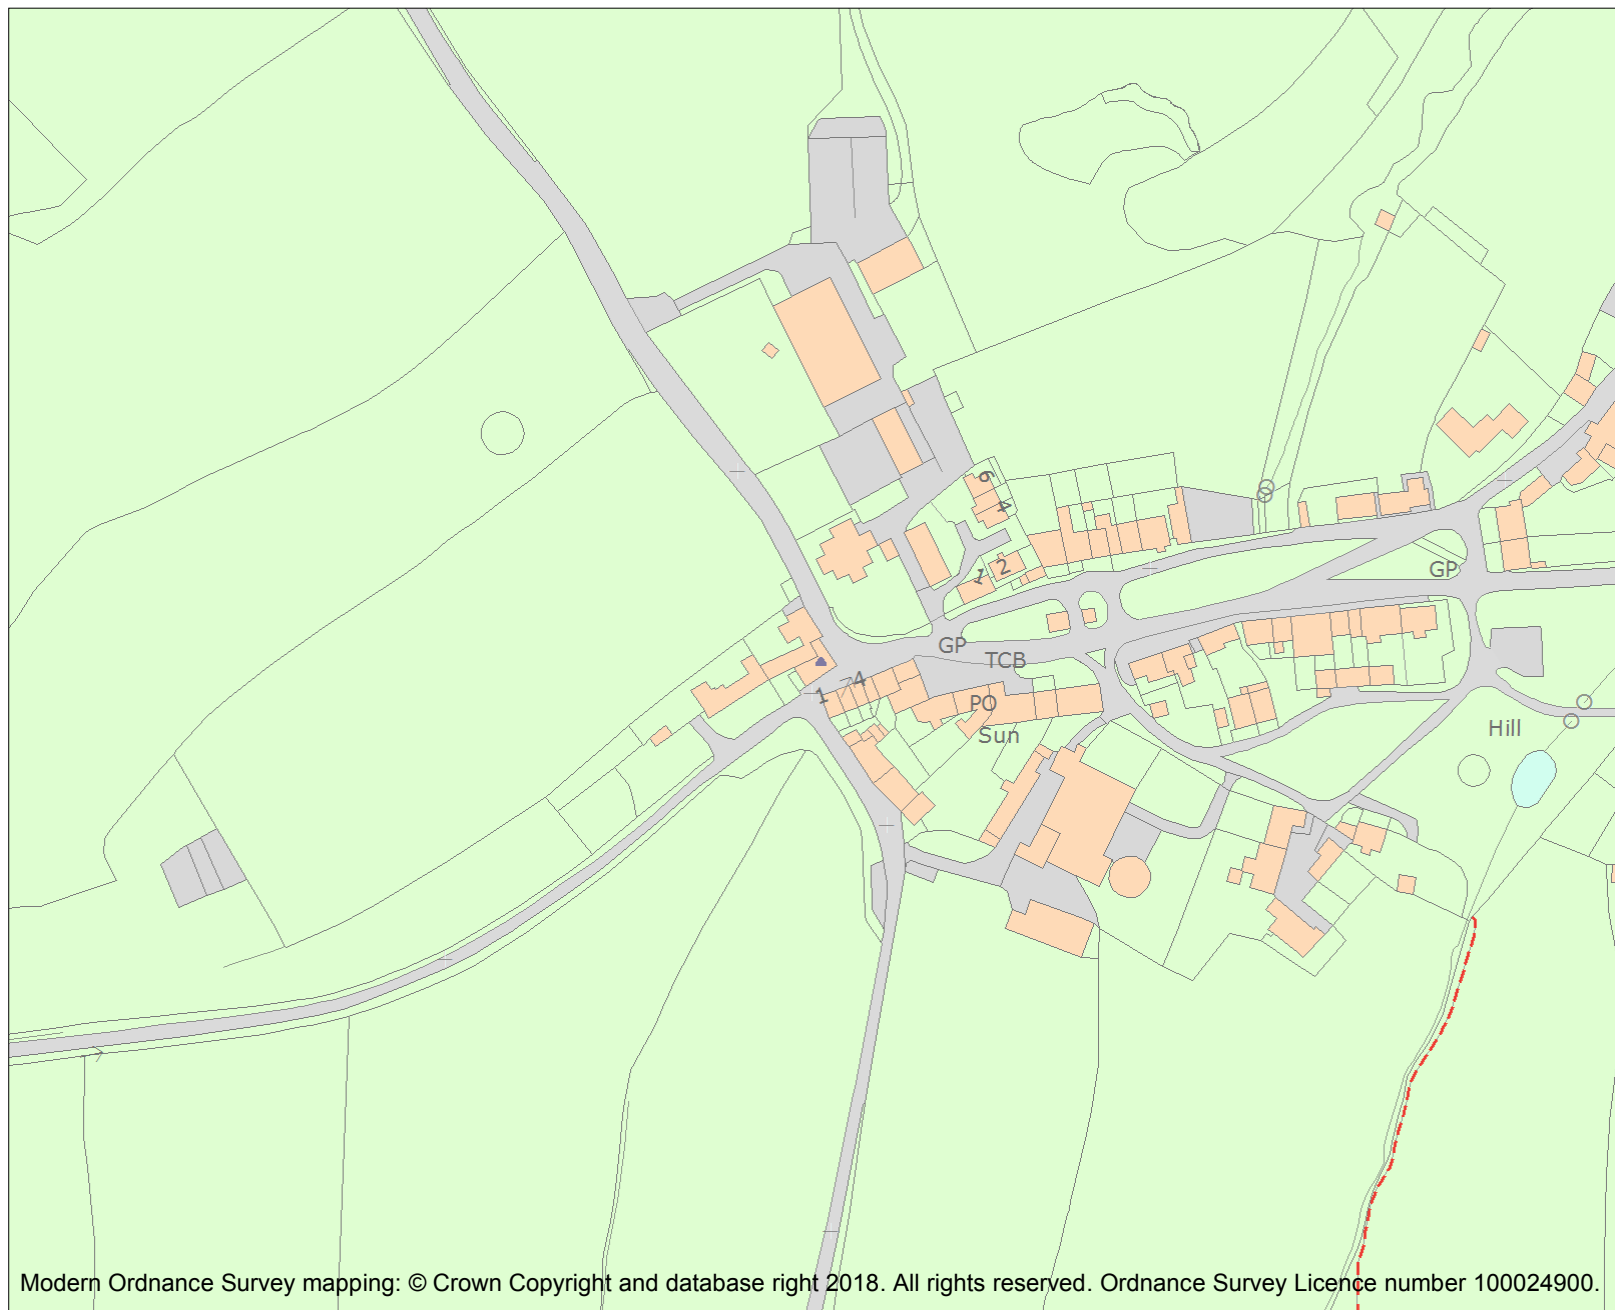 6
4
2
1
GP
GP
TCB
4
1
PO
Sun
Hill
Modern Ordnance Survey mapping: © Crown Copyright and database right 2018. All rights reserved. Ordnance Survey Licence number 100024900.